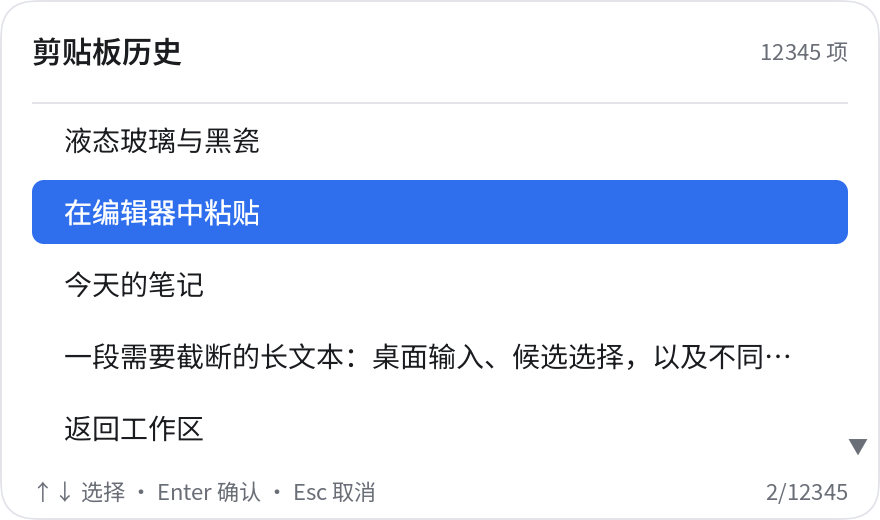 剪贴板历史
12345 项
液态玻璃与黑瓷
在编辑器中粘贴
今天的笔记
一段需要截断的长文本：桌面输入、候选选择，以及不同…
返回工作区
↑↓ 选择 · Enter 确认 · Esc 取消
2/12345